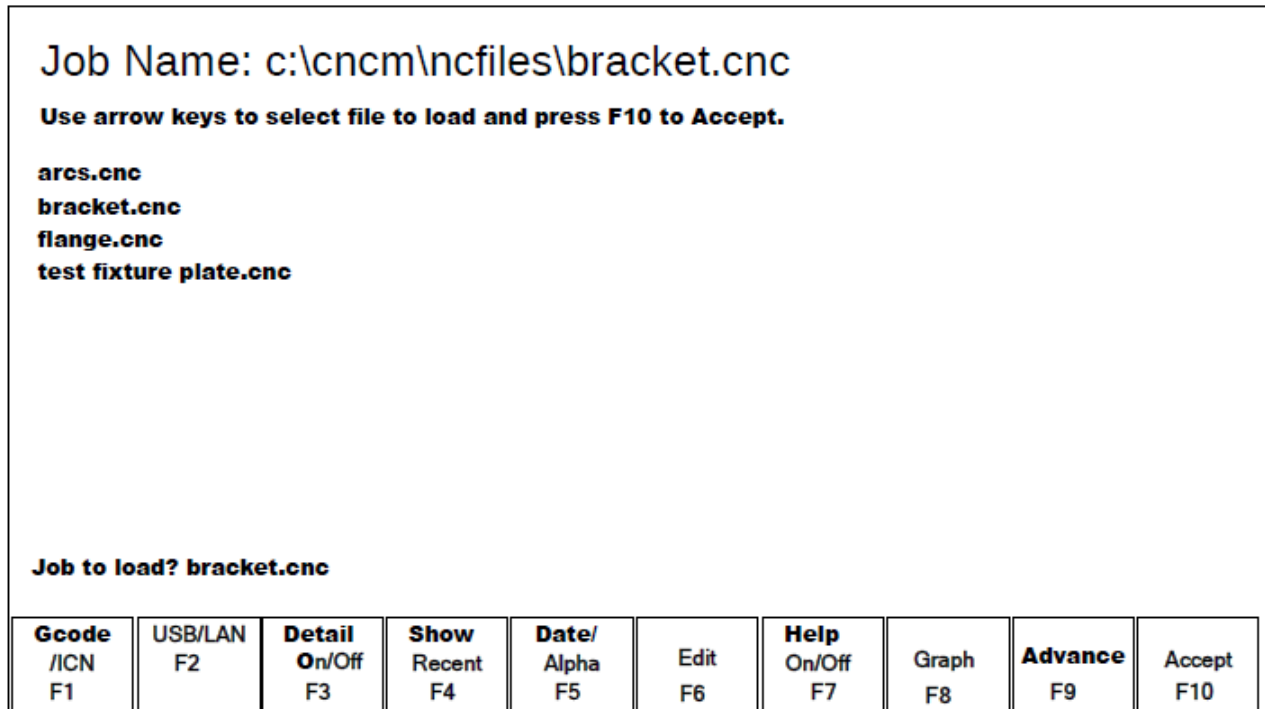 Job Name: c:\cncm\ncfiles\bracket.cnc
Use arrow keys to select file to load and press F10 to Accept.
arcs.cnc
bracket.cnc
flange.cnc
test fixture plate.cnc
Job to load? bracket.cnc
Gcode
/ICN
F1
USB/LAN
F2
Detail
On/Off
F3
Show
Recent
F4
Date/
Alpha
F5
Edit
F6
Help
On/Off
F7
Graph
F8
Advance
F9
Accept
F10